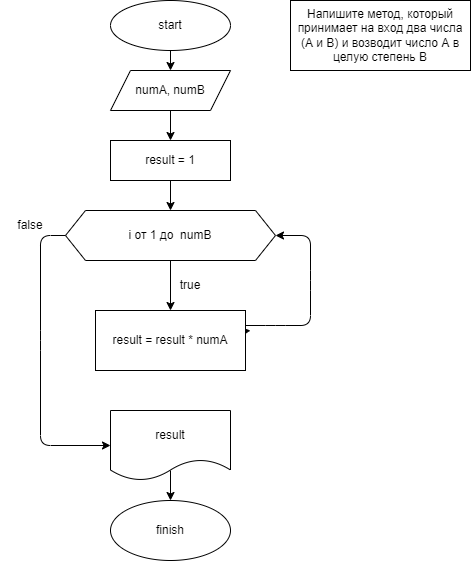 start
Напишите метод, который
принимает на вход два числа
(А и В) и возводит число А в
целую степень В
numA, numB
result = 1
false
i от 1 до numB
true
result = result * numA
result
finish